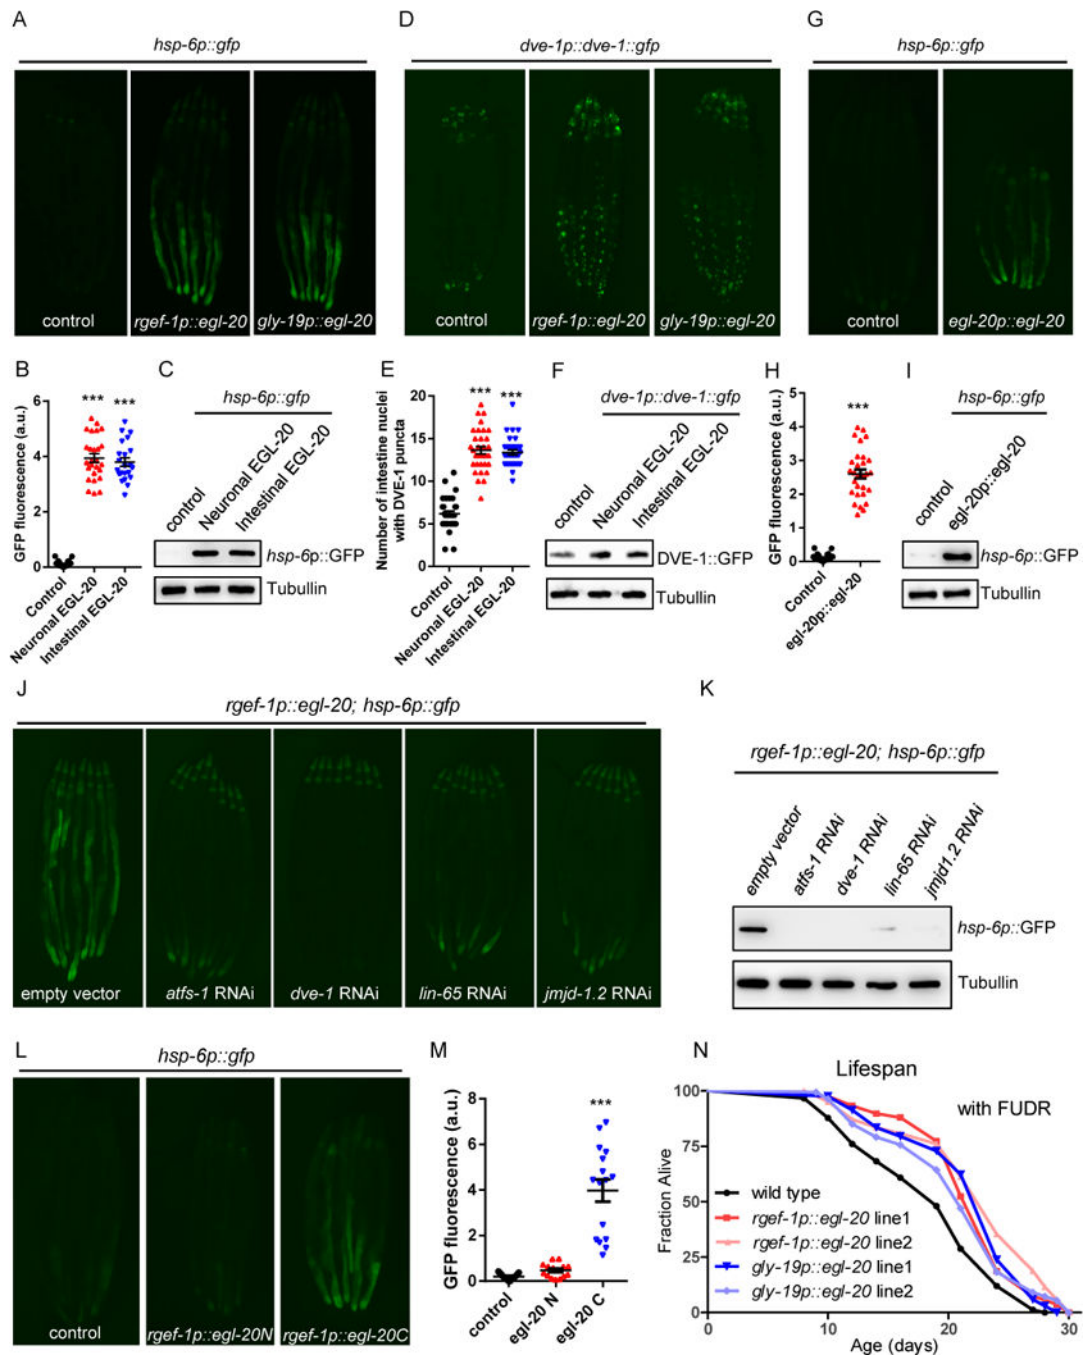 A
hsp-6p::gfp
control
rgef-1p::egl-20
gly-19p::egl-20
D
dve-1p::dve-1::gfp
control
rgef-1p::egl-20
gly-19p::egl-20
G
hsp-6p::gfp
control
egl-20p::egl-20
B
GFP fluorescence (a.u.)
6
4
2
0
***
***
Control
Neuronal EGL-20
Intestinal EGL-20
C
hsp-6p::gfp
control
Neuronal EGL-20
Intestinal EGL-20
hsp-6p::GFP
Tubullin
E
Number of intestine nuclei
with DVE-1 puncta
20
15
10
5
0
***
***
Control
Neuronal EGL-20
Intestinal EGL-20
F
dve-1p::dve-1::gfp
control
Neuronal EGL-20
Intestinal EGL-20
DVE-1::GFP
Tubullin
H
GFP fluorescence (a.u.)
5
4
3
2
1
0
***
Control
egl-20p::egl-20
I
hsp-6p::gfp
control
egl-20p::egl-20
hsp-6p::GFP
Tubullin
J
rgef-1p::egl-20; hsp-6p::gfp
empty vector
atfs-1 RNAi
dve-1 RNAi
lin-65 RNAi
jmjd-1.2 RNAi
K
rgef-1p::egl-20; hsp-6p::gfp
empty vector
atfs-1 RNAi
dve-1 RNAi
lin-65 RNAi
jmjd1.2 RNAi
hsp-6p::GFP
Tubullin
L
hsp-6p::gfp
control
rgef-1p::egl-20N
rgef-1p::egl-20C
M
GFP fluorescence (a.u.)
8
6
4
2
0
***
control
egl-20 N
egl-20 C
N
Lifespan
with FUDR
Fraction Alive
100
75
50
25
0
wild type
rgef-1p::egl-20 line1
rgef-1p::egl-20 line2
gly-19p::egl-20 line1
gly-19p::egl-20 line2
0
10
20
30
Age (days)